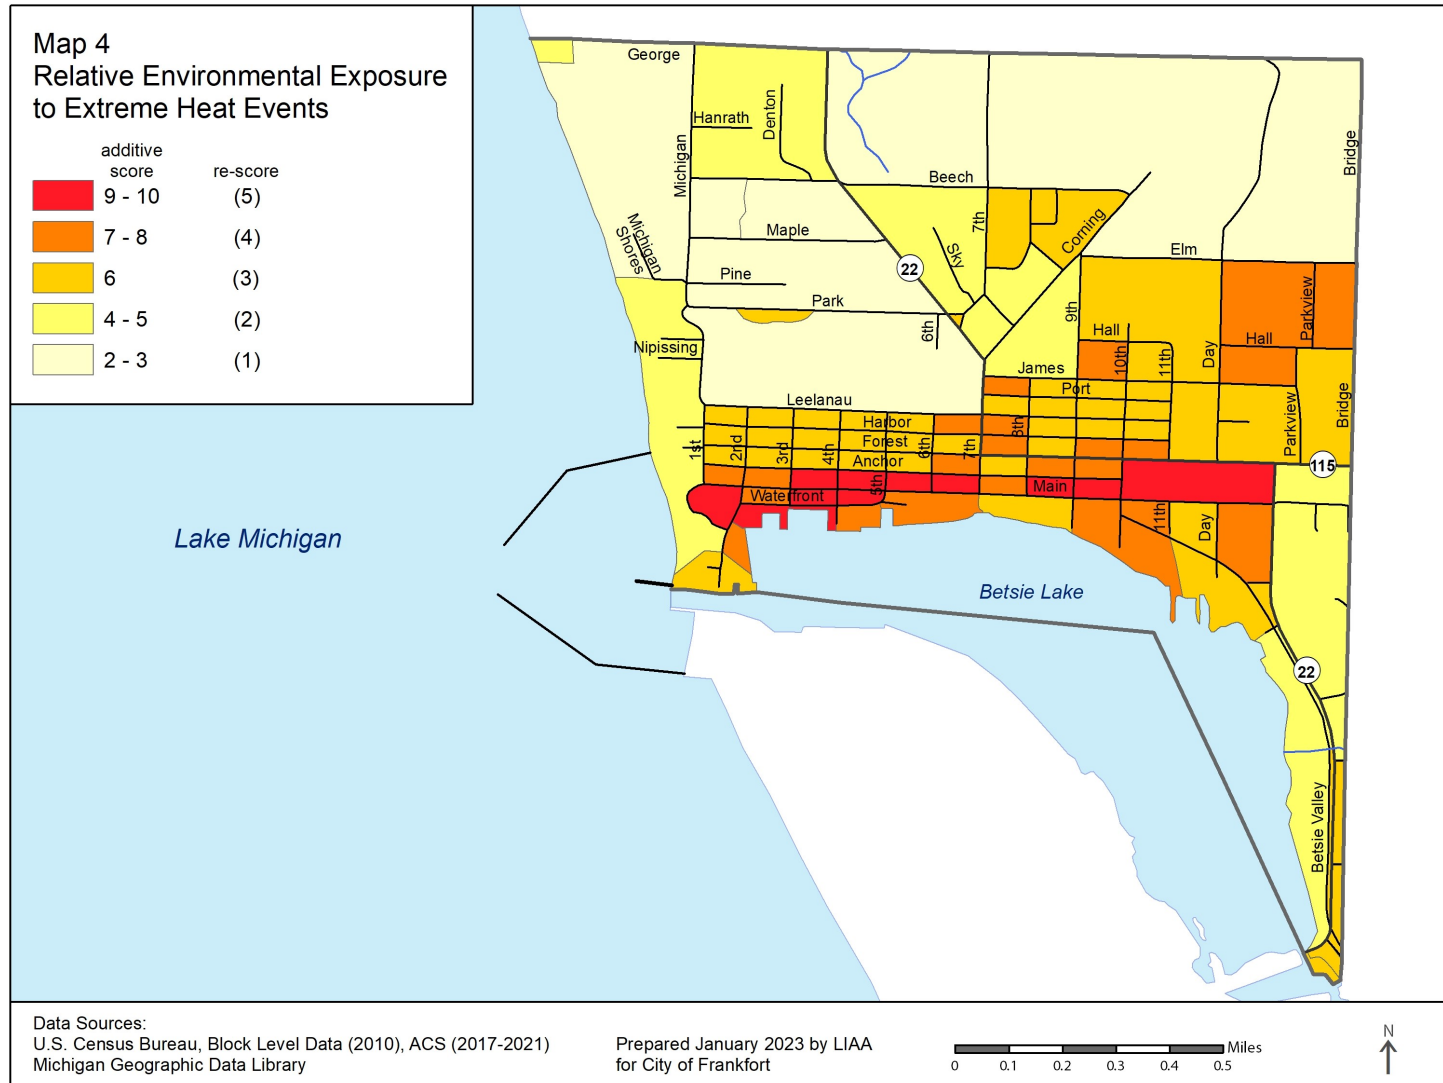 Map 4
Relative Environmental Exposure
to Extreme Heat Events
additive
score
re-score
9 - 10
(5)
7 - 8
(4)
6
(3)
4 - 5
(2)
2 - 3
(1)
George
Hanrath
Denton
Michigan
Bridge
Beech
7th
Corning
Maple
Michigan
Shores
Sky
22
Elm
Pine
Park
6th
9th
Parkview
Hall
10th
11th
Day
Hall
Nipissing
James
Port
Leelanau
Harbor
8th
Parkview
Bridge
Forest
1st
2nd
3rd
4th
6th
7th
Anchor
115
5th
Main
Waterfront
11th
Day
Lake Michigan
Betsie Lake
22
Betsie Valley
Data Sources:
U.S. Census Bureau, Block Level Data (2010), ACS (2017-2021)
Michigan Geographic Data Library
Prepared January 2023 by LIAA
for City of Frankfort
Miles
0
0.1
0.2
0.3
0.4
0.5
N